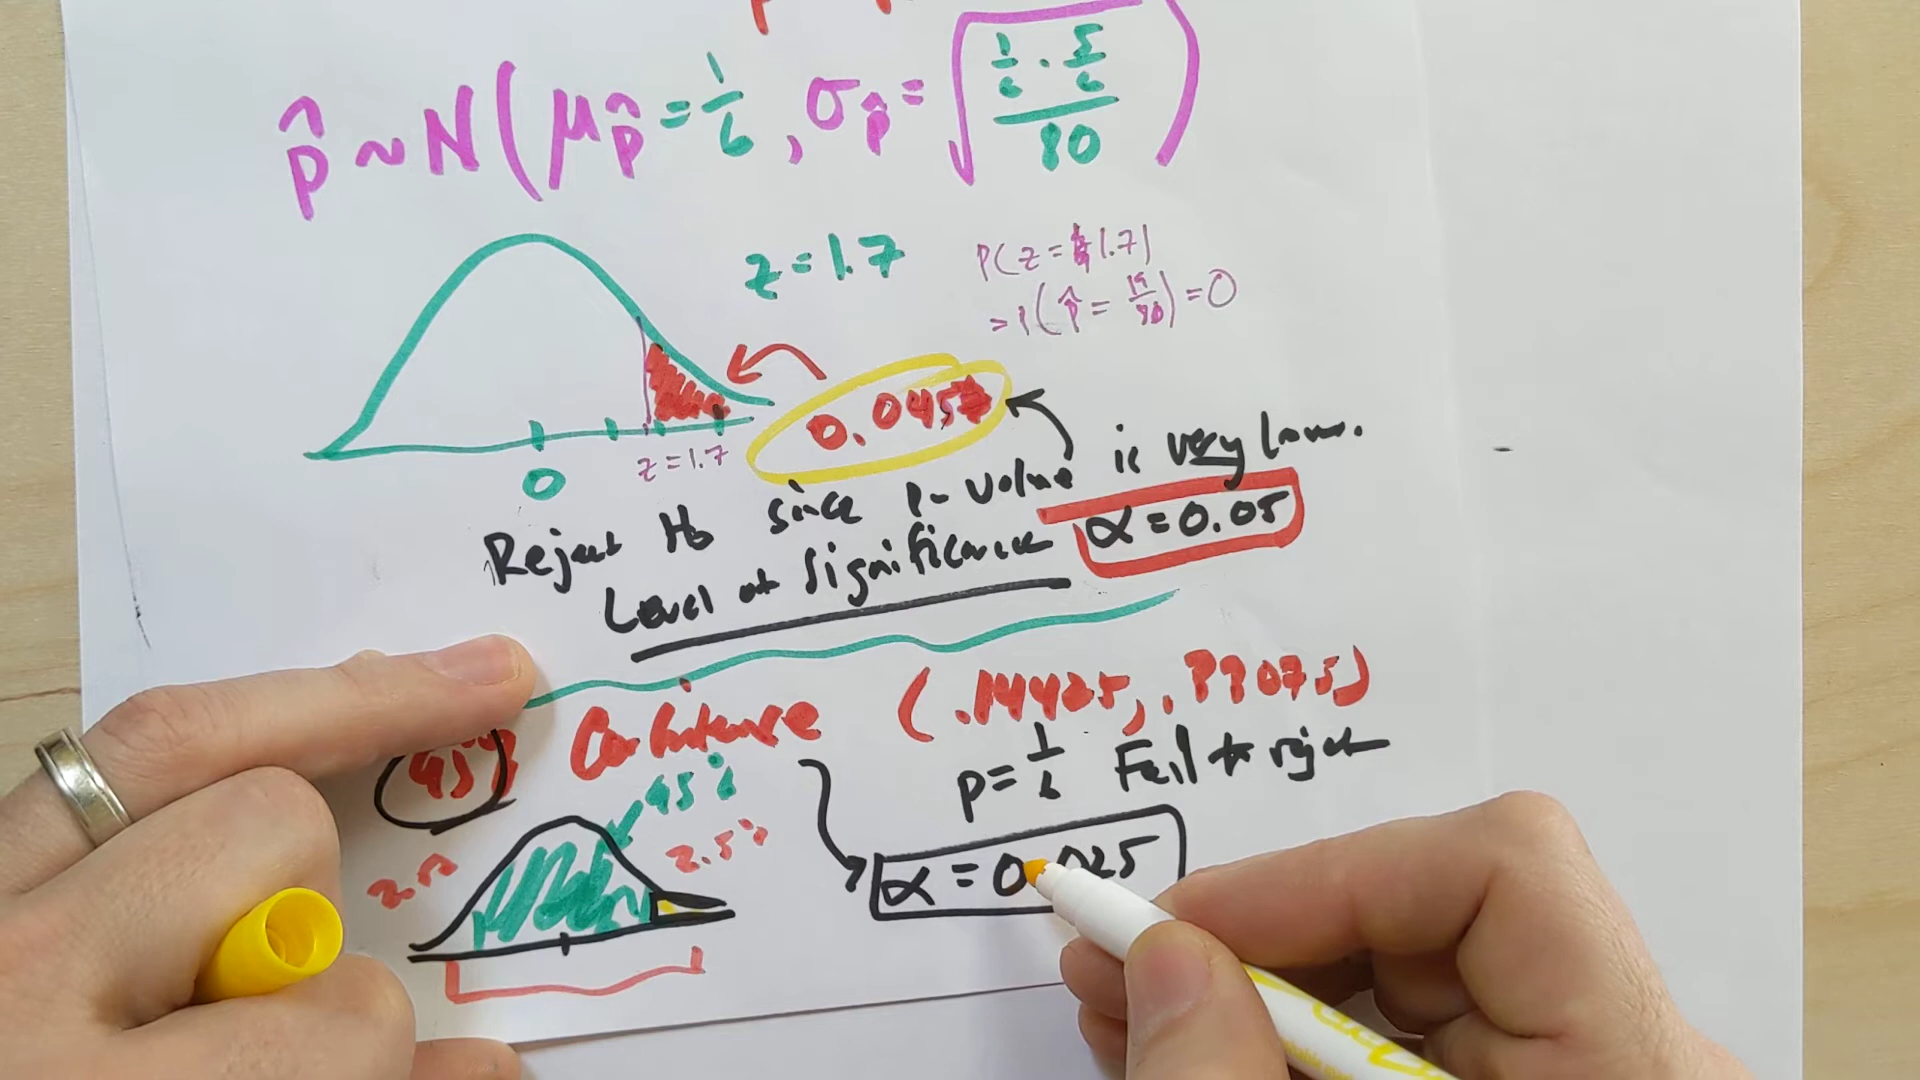 p̂ ~ N(μp̂ = 1/6, σp̂ = √(1/6 · 5/6 / 80))
z = 1.7
P(z = 1.7)
= P(p̂ = 19/80) = 0
0.045
0
z = 1.7
Reject H₀ since p-value is very low.
Level of Significance α = 0.05
95% Confidence (.14425, .33075)
p = 1/6 Fail to reject
95%
2.5%
2.5%
α = 0.025